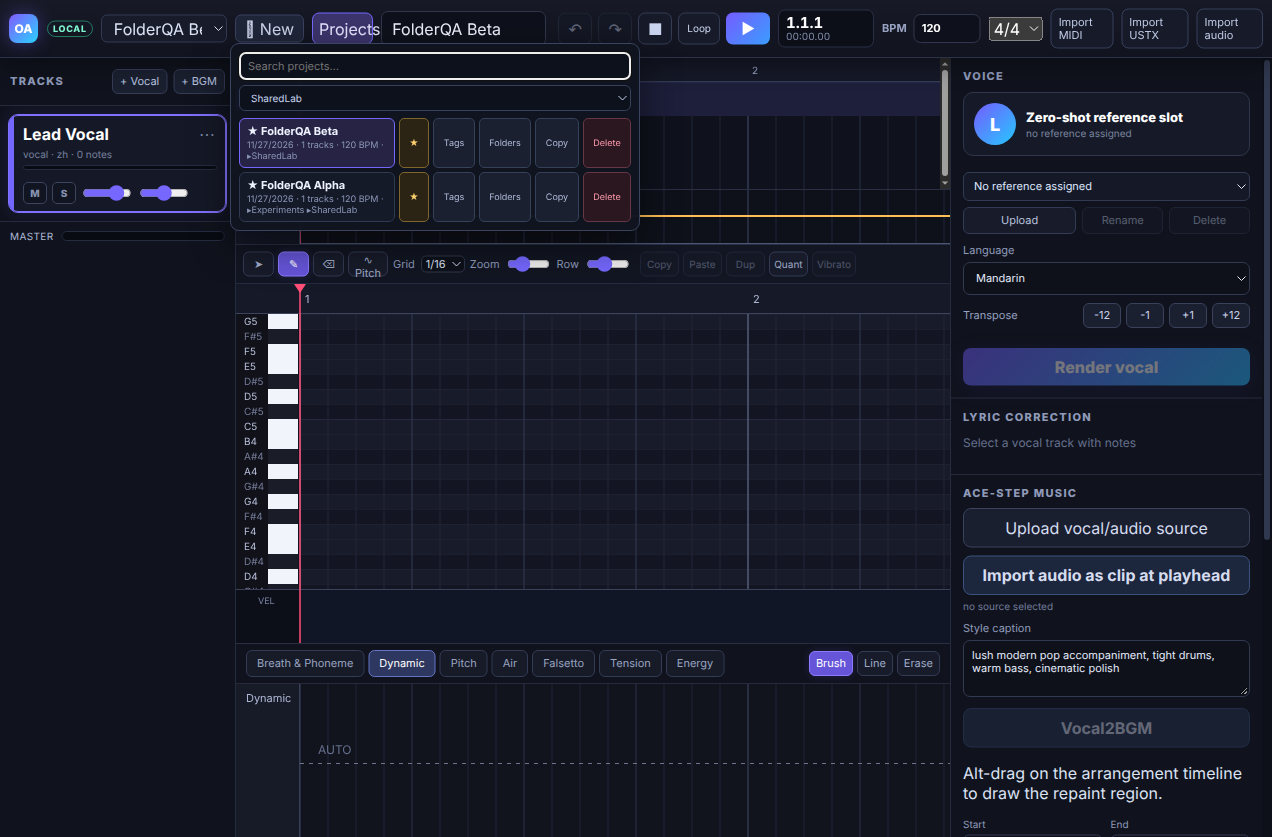 OA
LOCAL
FolderQA Be
New
Projects
FolderQA Beta
Loop
1.1.1
00:00.00
BPM
120
4/4
Import
MIDI
Import
USTX
Import
audio
TRACKS
+ Vocal
+ BGM
Lead Vocal
vocal · zh · 0 notes
M
S
MASTER
Search projects...
SharedLab
★ FolderQA Beta
11/27/2026 · 1 tracks · 120 BPM ·
▸SharedLab
★
Tags
Folders
Copy
Delete
★ FolderQA Alpha
11/27/2026 · 1 tracks · 120 BPM ·
▸Experiments ▸SharedLab
★
Tags
Folders
Copy
Delete
2
Pitch
Grid
1/16
Zoom
Row
Copy
Paste
Dup
Quant
Vibrato
1
2
G5
F#5
F5
E5
D#5
D5
C#5
C5
B4
A#4
A4
G#4
G4
F#4
F4
E4
D#4
D4
VEL
Breath & Phoneme
Dynamic
Pitch
Air
Falsetto
Tension
Energy
Brush
Line
Erase
Dynamic
AUTO
VOICE
L
Zero-shot reference slot
no reference assigned
No reference assigned
Upload
Rename
Delete
Language
Mandarin
Transpose
-12
-1
+1
+12
Render vocal
LYRIC CORRECTION
Select a vocal track with notes
ACE-STEP MUSIC
Upload vocal/audio source
Import audio as clip at playhead
no source selected
Style caption
lush modern pop accompaniment, tight drums,
warm bass, cinematic polish
Vocal2BGM
Alt-drag on the arrangement timeline
to draw the repaint region.
Start
End